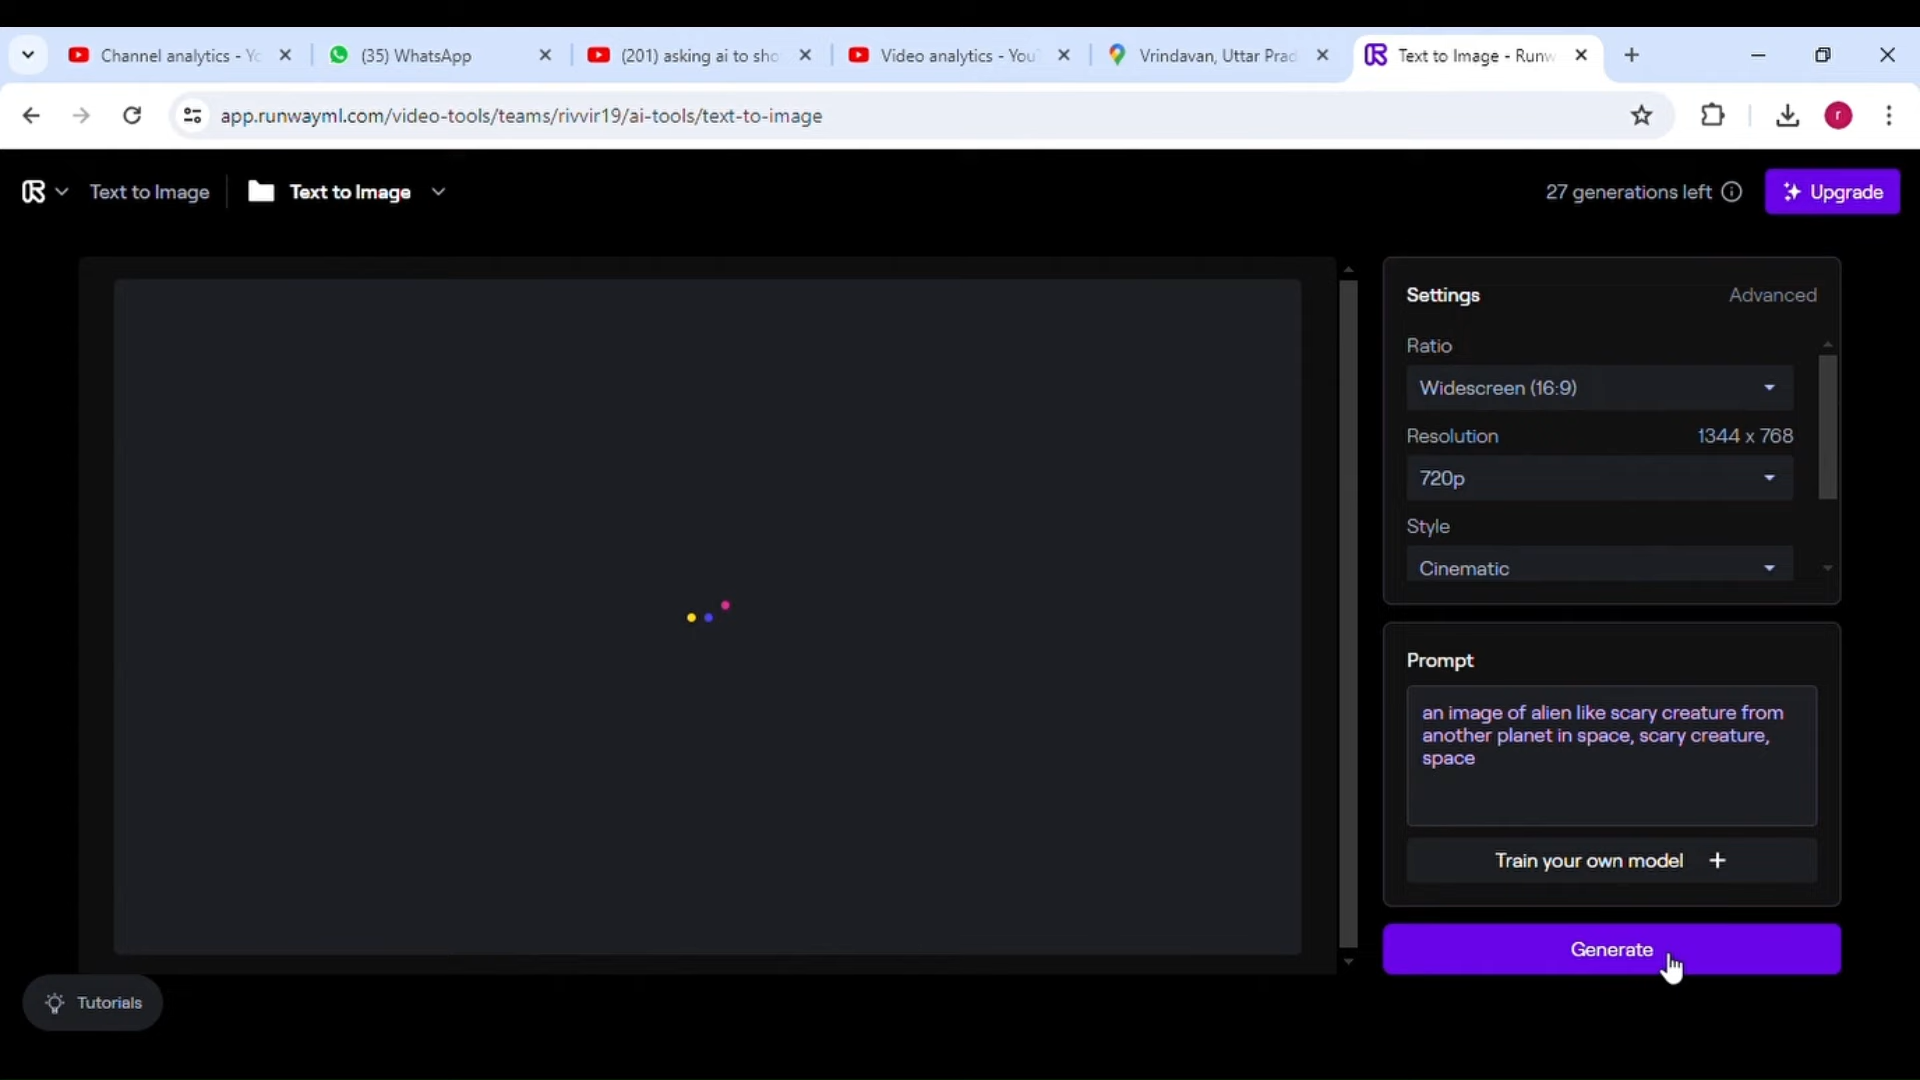 Channel analytics - Yo
(35) WhatsApp
(201) asking ai to sho
Video analytics - You
Vrindavan, Uttar Prad
Text to Image - Runw
app.runwayml.com/video-tools/teams/rivvir19/ai-tools/text-to-image
r
Text to Image
Text to Image
27 generations left
Upgrade
Settings
Advanced
Ratio
Widescreen (16:9)
Resolution
1344 x 768
720p
Style
Cinematic
Prompt
an image of alien like scary creature from
another planet in space, scary creature,
space
Train your own model +
Generate
Tutorials